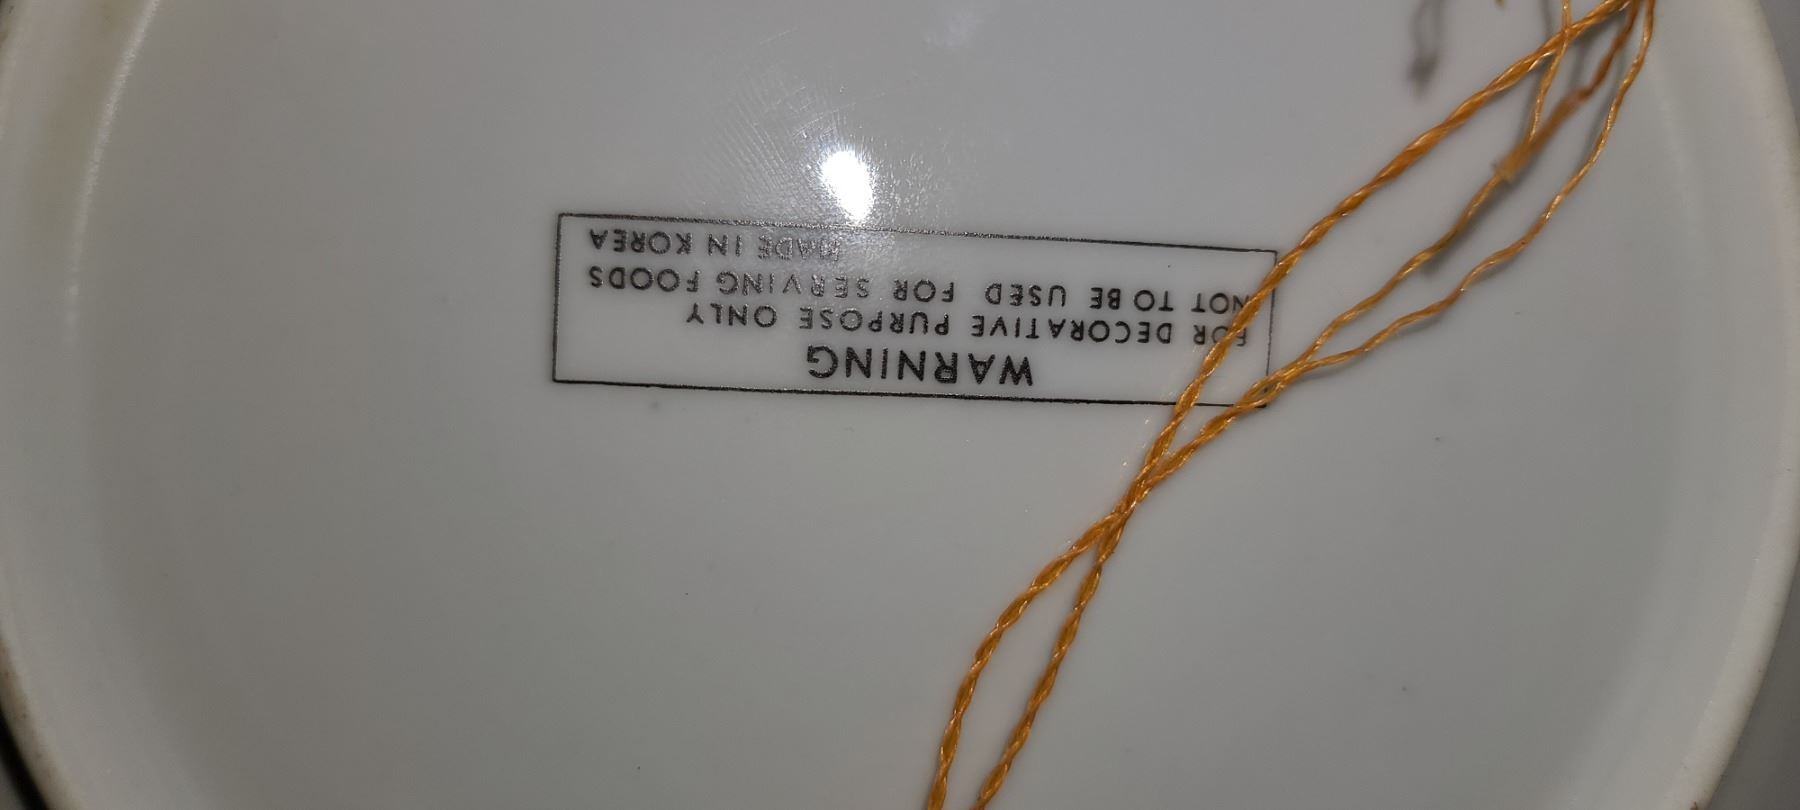 WARNING
FOR DECORATIVE PURPOSE ONLY
NOT TO BE USED FOR SERVING FOODS
MADE IN KOREA